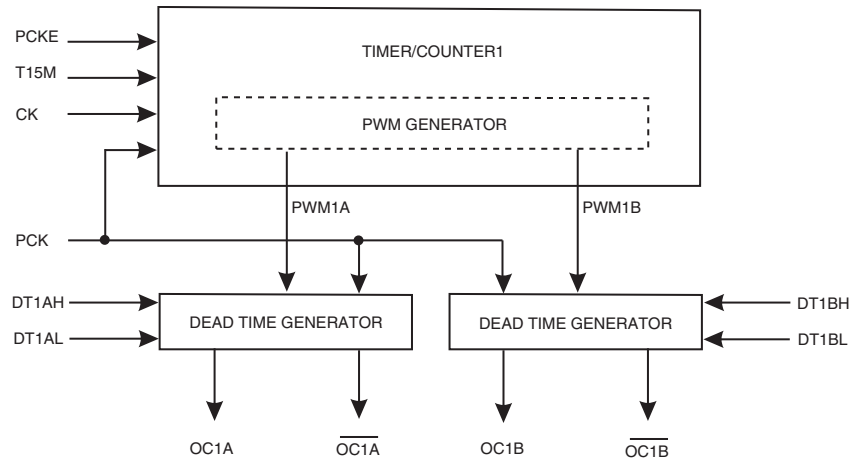 PCKE
TIMER/COUNTER1
T15M
CK
PWM GENERATOR
PWM1A
PWM1B
PCK
DT1AH
DT1BH
DEAD TIME GENERATOR
DEAD TIME GENERATOR
DT1AL
DT1BL
OC1A
OC1A
OC1B
OC1B